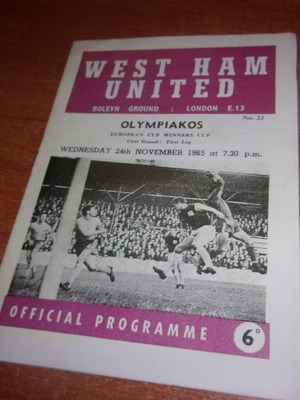 WEST HAM
UNITED
BOLEYN GROUND : LONDON E.13
No. 23
OLYMPIAKOS
EUROPEAN CUP WINNERS CUP
First Round: First Leg
WEDNESDAY 24th NOVEMBER 1965 at 7.30 p.m.
OFFICIAL PROGRAMME
6D